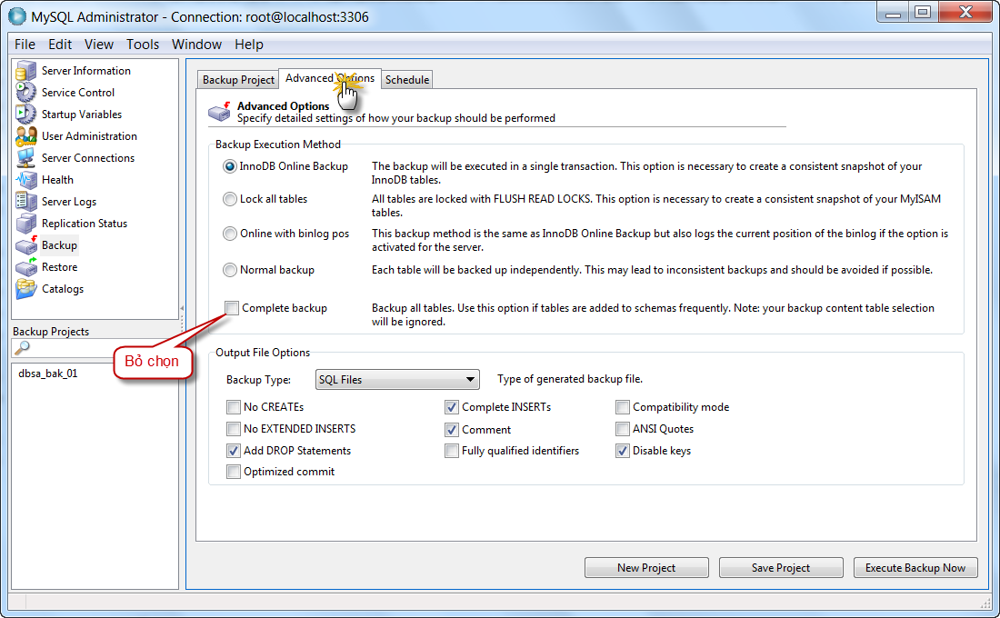 MySQL Administrator - Connection: root@localhost:3306
File Edit View Tools Window Help
Server Information
Service Control
Startup Variables
User Administration
Server Connections
Health
Server Logs
Replication Status
Backup
Restore
Catalogs
Backup Projects
dbsa_bak_01
Bỏ chọn
Backup Project Advanced Options Schedule
Advanced Options
Specify detailed settings of how your backup should be performed
Backup Execution Method
InnoDB Online Backup
The backup will be executed in a single transaction. This option is necessary to create a consistent snapshot of your
InnoDB tables.
Lock all tables
All tables are locked with FLUSH READ LOCKS. This option is necessary to create a consistent snapshot of your MyISAM
tables.
Online with binlog pos
This backup method is the same as InnoDB Online Backup but also logs the current position of the binlog if the option is
activated for the server.
Normal backup
Each table will be backed up independently. This may lead to inconsistent backups and should be avoided if possible.
Complete backup
Backup all tables. Use this option if tables are added to schemas frequently. Note: your backup content table selection
will be ignored.
Output File Options
Backup Type: SQL Files Type of generated backup file.
No CREATEs Complete INSERTs Compatibility mode
No EXTENDED INSERTS Comment ANSI Quotes
Add DROP Statements Fully qualified identifiers Disable keys
Optimized commit
New Project Save Project Execute Backup Now